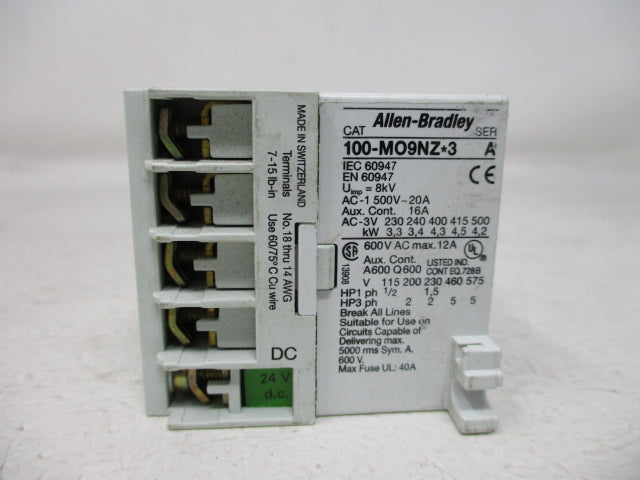 Allen-Bradley
CAT SER
100-MO9NZ*3 A
IEC 60947
EN 60947
CE
Uimp = 8kV
AC-1 500V~20A
Aux. Cont. 16A
AC-3V 230 240 400 415 500
kW 3,3 3,4 4,3 4,5 4,2
600V AC max.12A
SA
UL
Aux. Cont. LISTED IND.
A600 Q600 CONT EQ.728B
13908
V 115 200 230 460 575
HP1 ph 1/2 1,5
HP3 ph 2 2 5 5
Break All Lines
Suitable for Use on
Circuits Capable of
Delivering max.
5000 rms Sym. A.
600 V.
Max Fuse UL: 40A
MADE IN SWITZERLAND
Terminals No. 18 thru 14 AWG
7-15 lb-in Use 60/75°C Cu wire
DC
24 V
d.c.